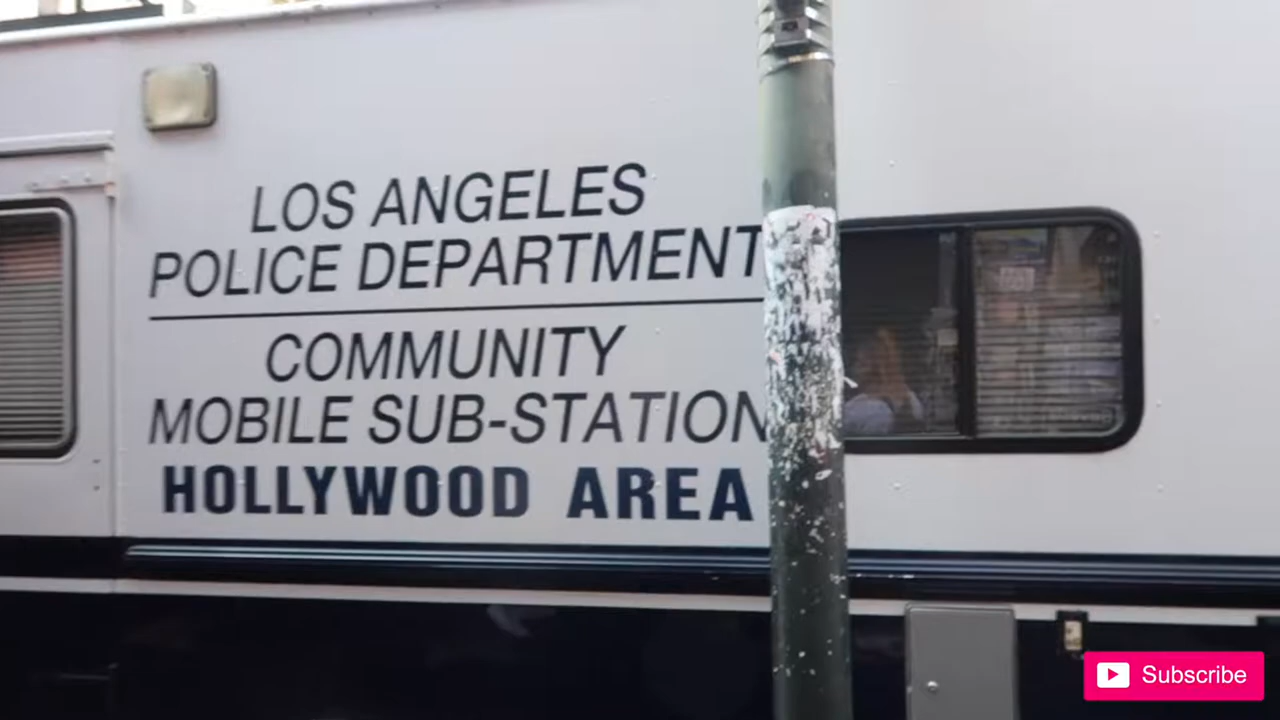 LOS ANGELES
POLICE DEPARTMENT
COMMUNITY
MOBILE SUB-STATION
HOLLYWOOD AREA
Subscribe